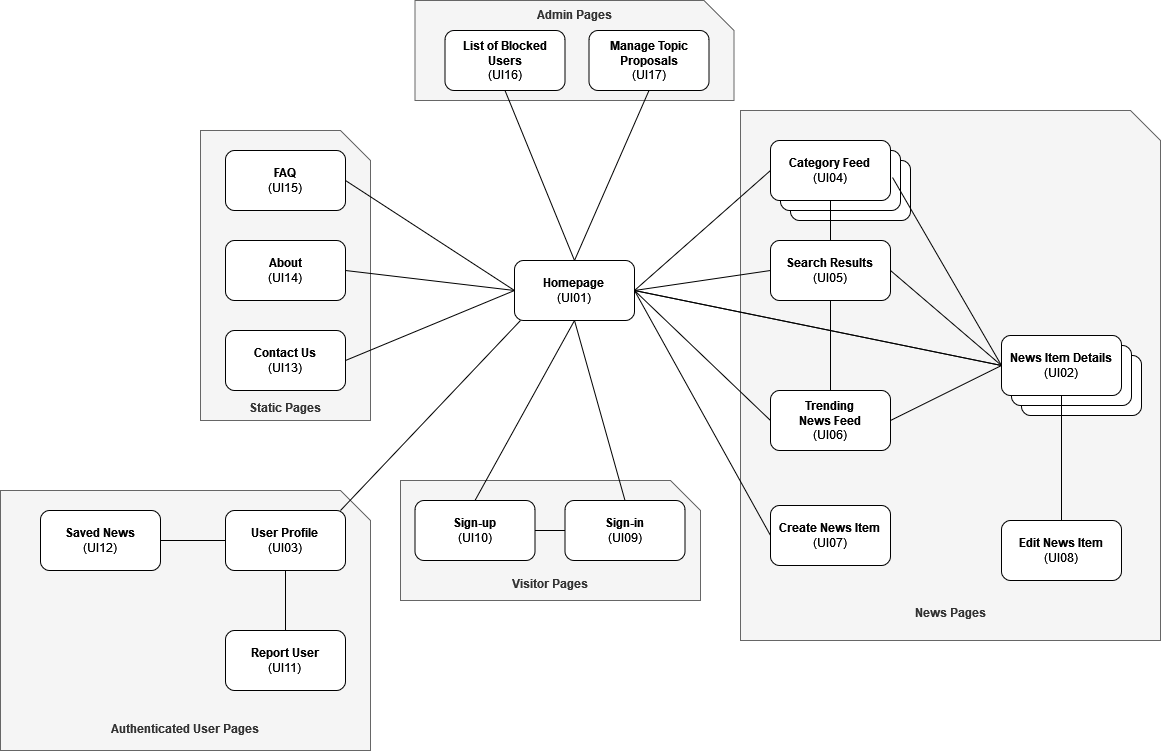 Admin Pages
List of Blocked
Users
(UI16)
Manage Topic
Proposals
(UI17)
FAQ
(UI15)
About
(UI14)
Contact Us
(UI13)
Static Pages
Homepage
(UI01)
Category Feed
(UI04)
Search Results
(UI05)
Trending
News Feed
(UI06)
News Item Details
(UI02)
Create News Item
(UI07)
Edit News Item
(UI08)
News Pages
Saved News
(UI12)
User Profile
(UI03)
Report User
(UI11)
Authenticated User Pages
Sign-up
(UI10)
Sign-in
(UI09)
Visitor Pages